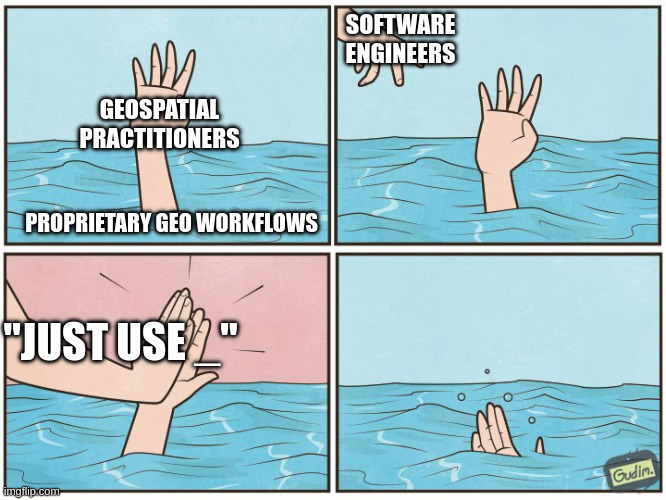 GEOSPATIAL
PRACTITIONERS
PROPRIETARY GEO WORKFLOWS
SOFTWARE
ENGINEERS
"JUST USE _"
Gudim.
imgflip.com